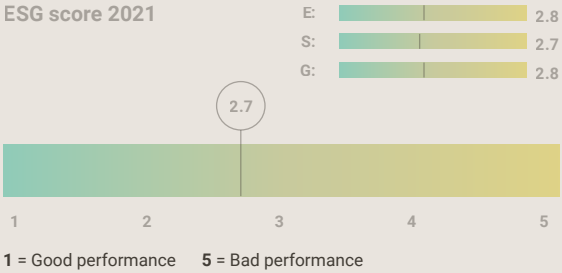 ESG score 2021
E: 2.8
S: 2.7
G: 2.8
2.7
1 2 3 4 5
1 = Good performance 5 = Bad performance